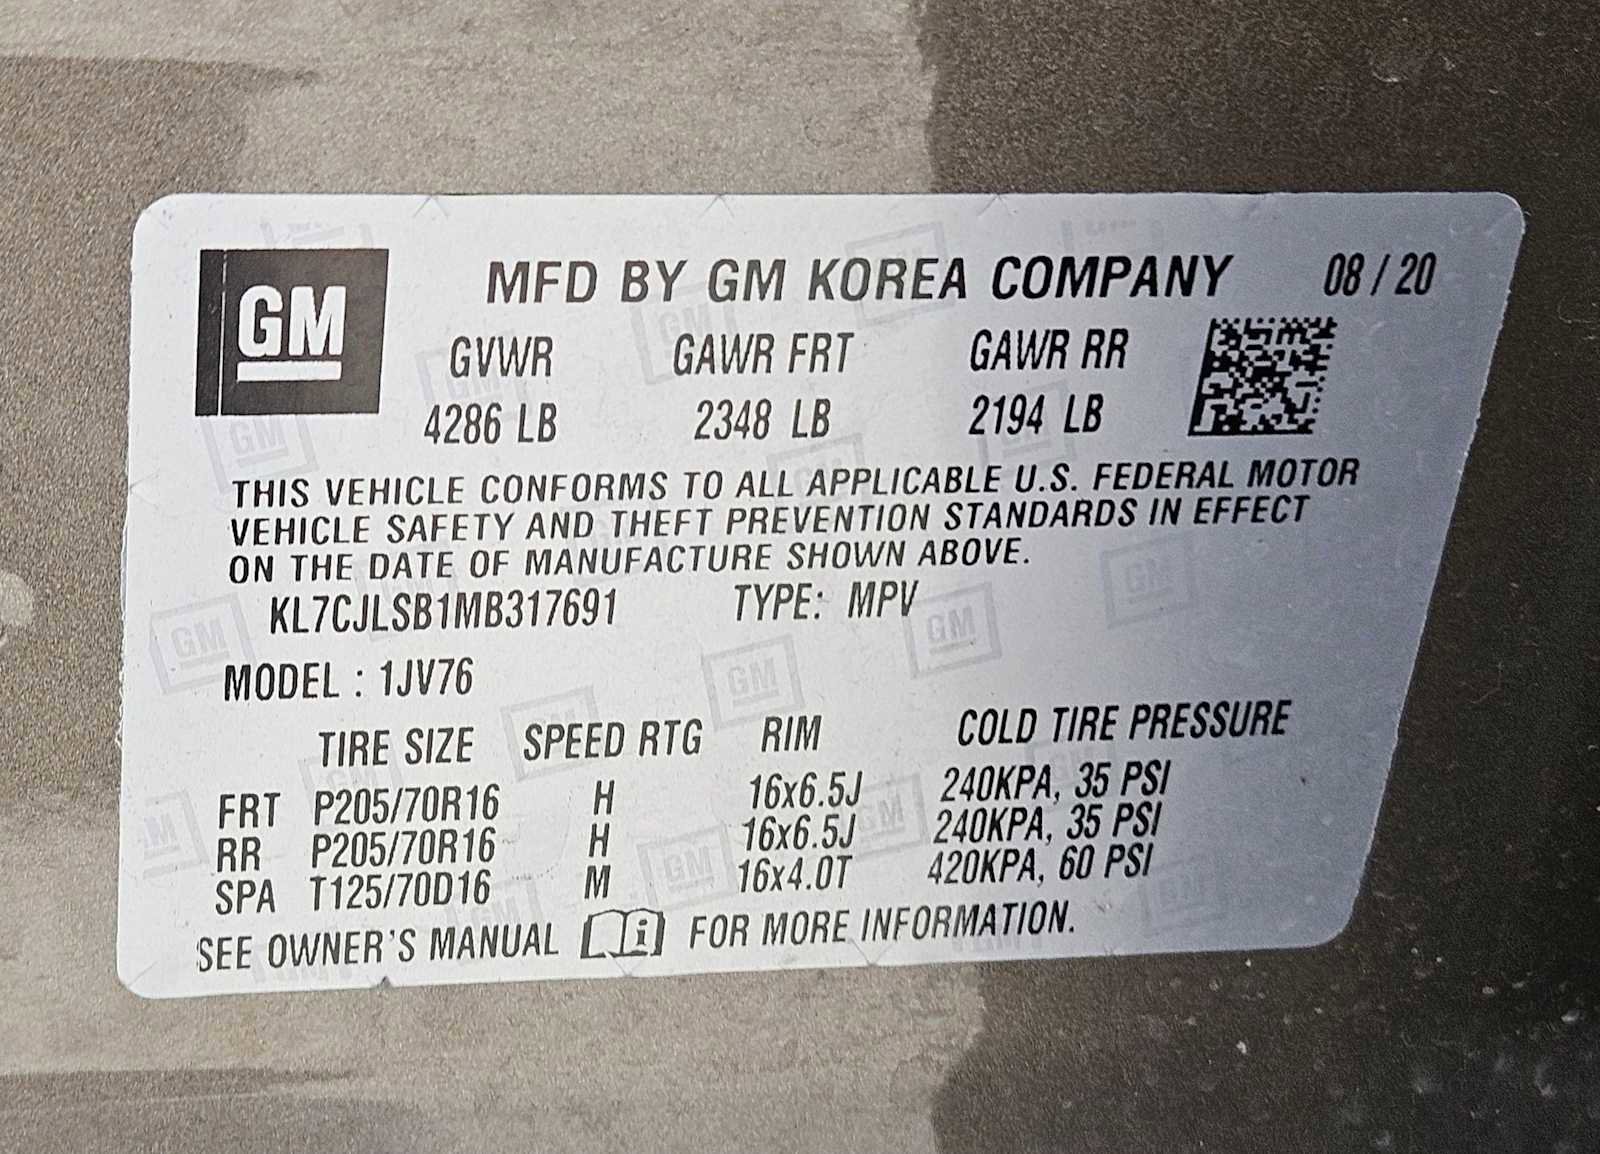 GM
MFD BY GM KOREA COMPANY 08 / 20
GVWR GAWR FRT GAWR RR
4286 LB 2348 LB 2194 LB
THIS VEHICLE CONFORMS TO ALL APPLICABLE U.S. FEDERAL MOTOR
VEHICLE SAFETY AND THEFT PREVENTION STANDARDS IN EFFECT
ON THE DATE OF MANUFACTURE SHOWN ABOVE.
KL7CJLSB1MB317691 TYPE: MPV
MODEL : 1JV76
TIRE SIZE SPEED RTG RIM COLD TIRE PRESSURE
FRT P205/70R16 H 16x6.5J 240KPA, 35 PSI
RR P205/70R16 H 16x6.5J 240KPA, 35 PSI
SPA T125/70D16 M 16x4.0T 420KPA, 60 PSI
SEE OWNER'S MANUAL FOR MORE INFORMATION.